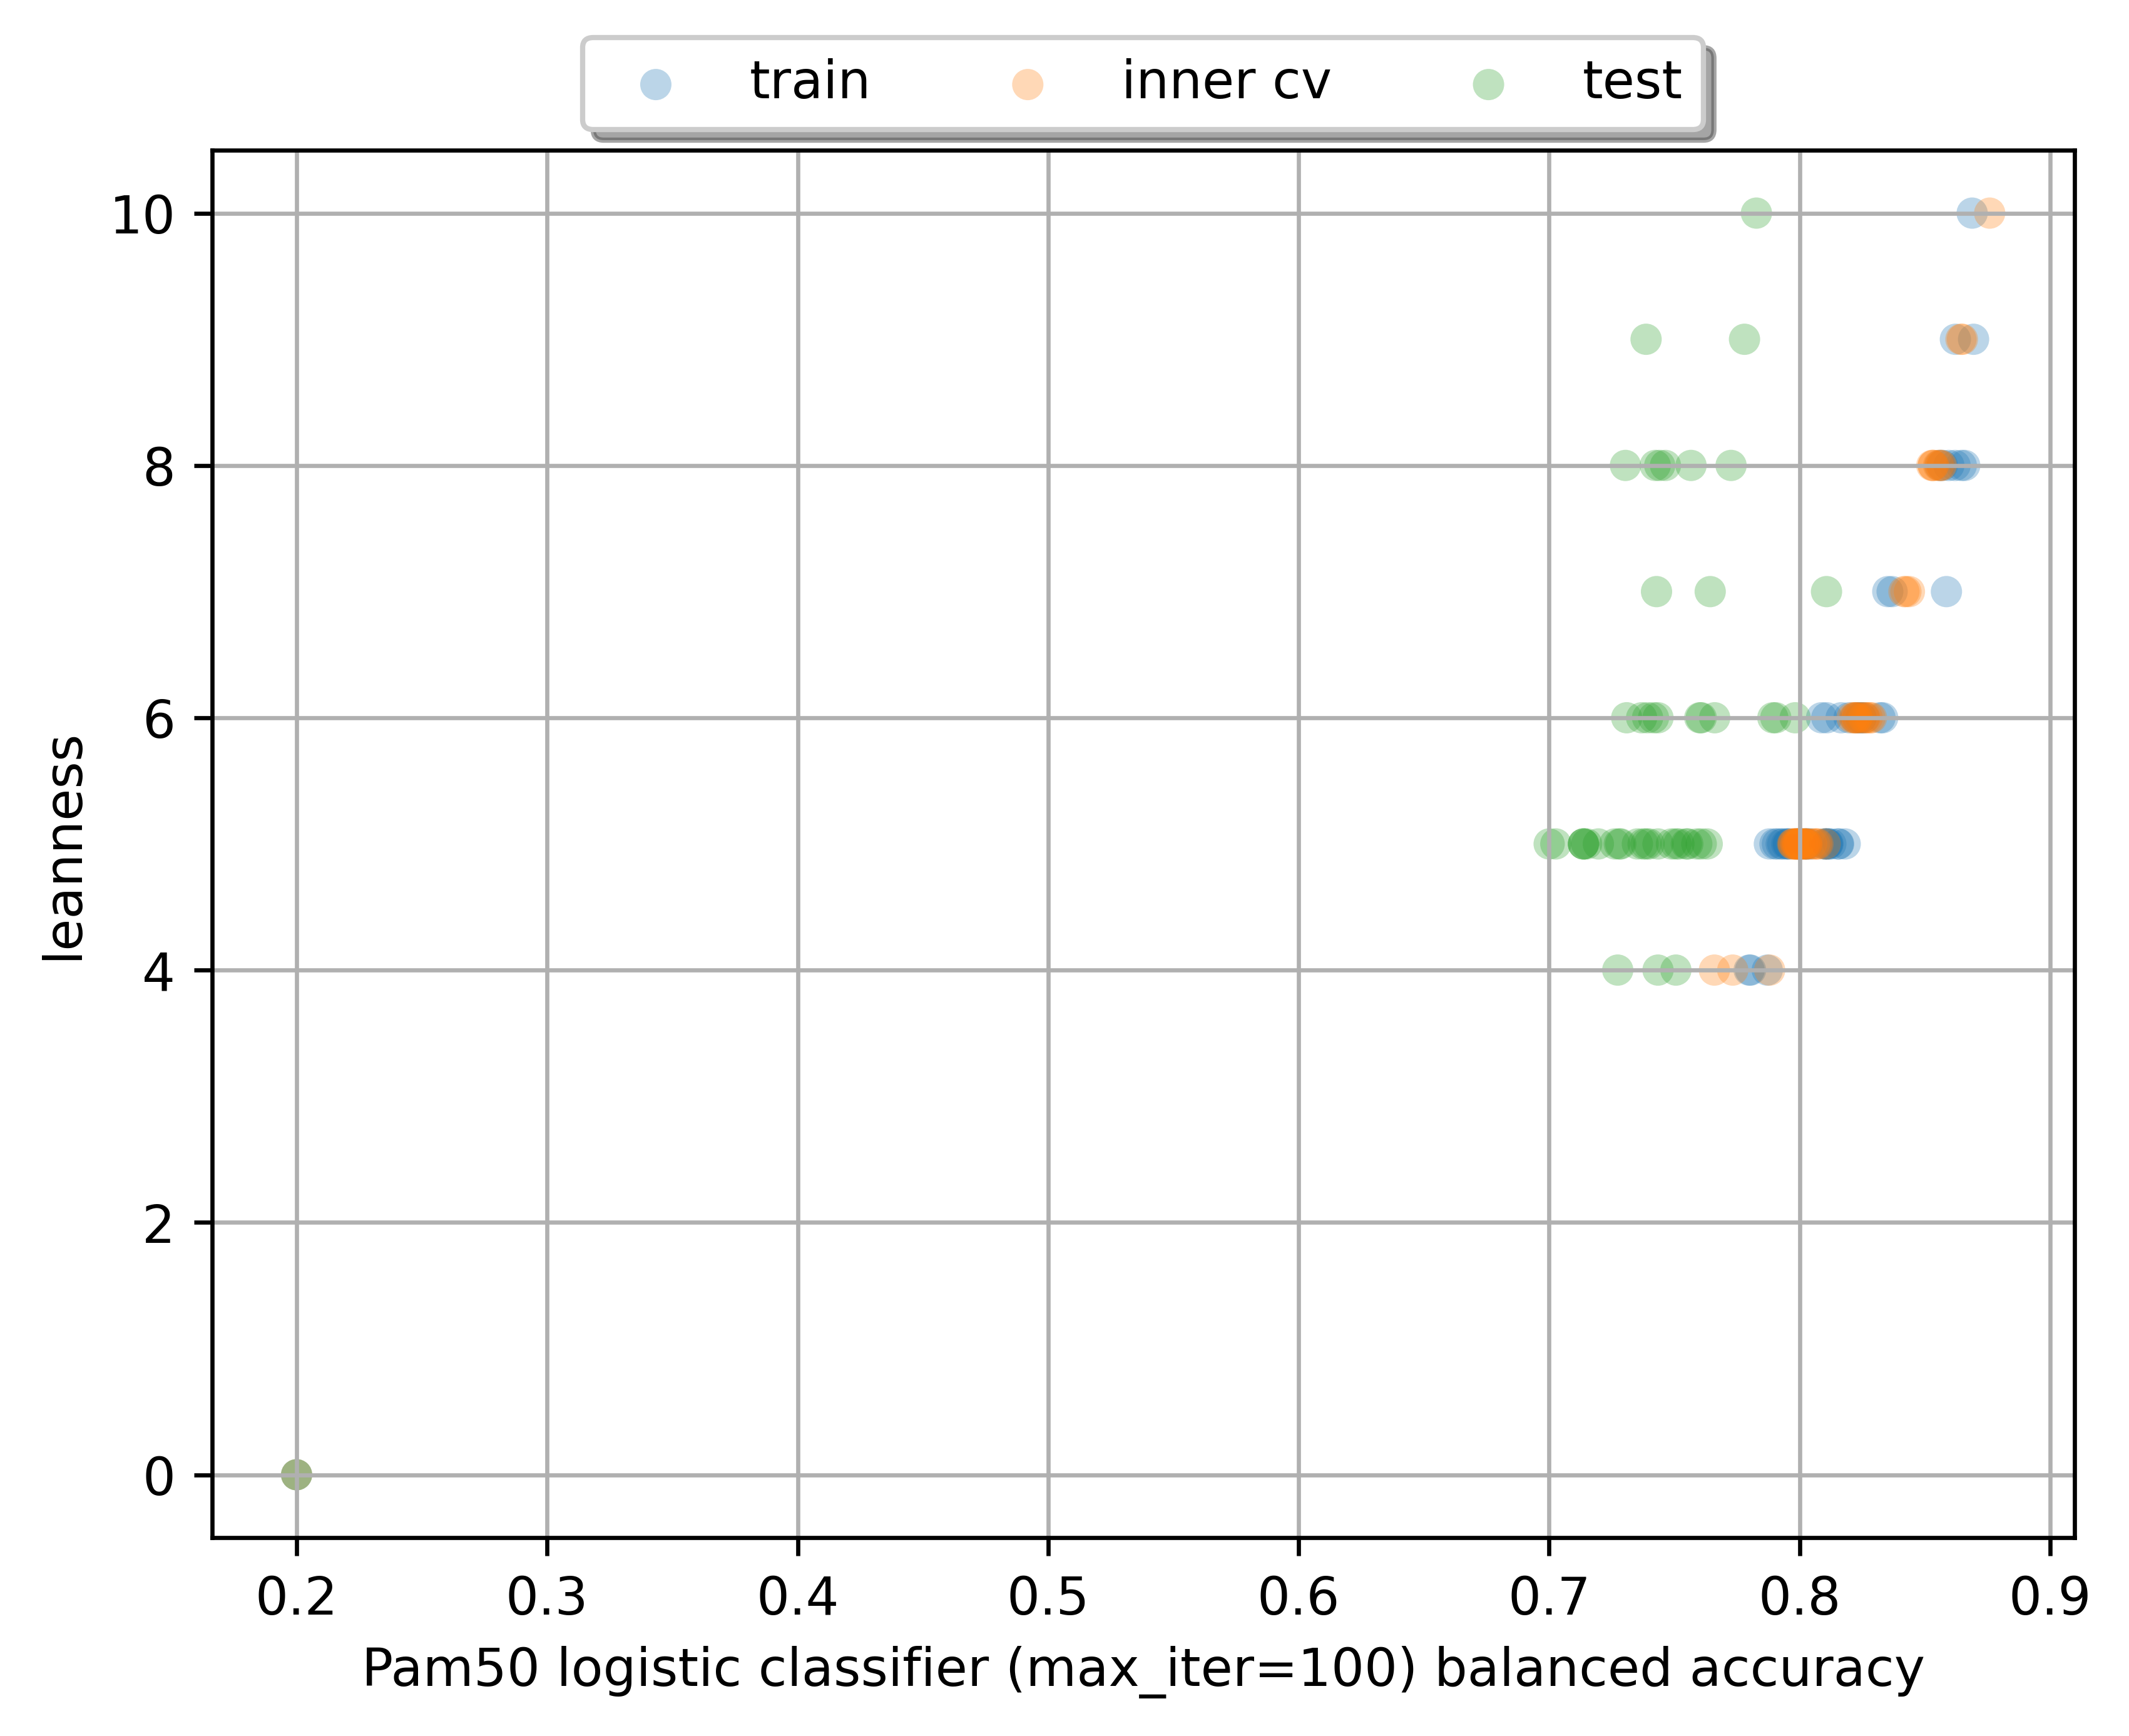 train inner cv test
10
8
6
4
2
0
leanness
0.2 0.3 0.4 0.5 0.6 0.7 0.8 0.9
Pam50 logistic classifier (max_iter=100) balanced accuracy